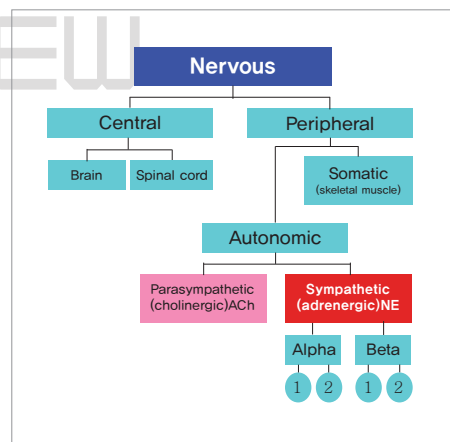 EW
Nervous
Central
Peripheral
Brain
Spinal cord
Somatic
(skeletal muscle)
Autonomic
Parasympathetic
(cholinergic)ACh
Sympathetic
(adrenergic)NE
Alpha
Beta
1
2
1
2